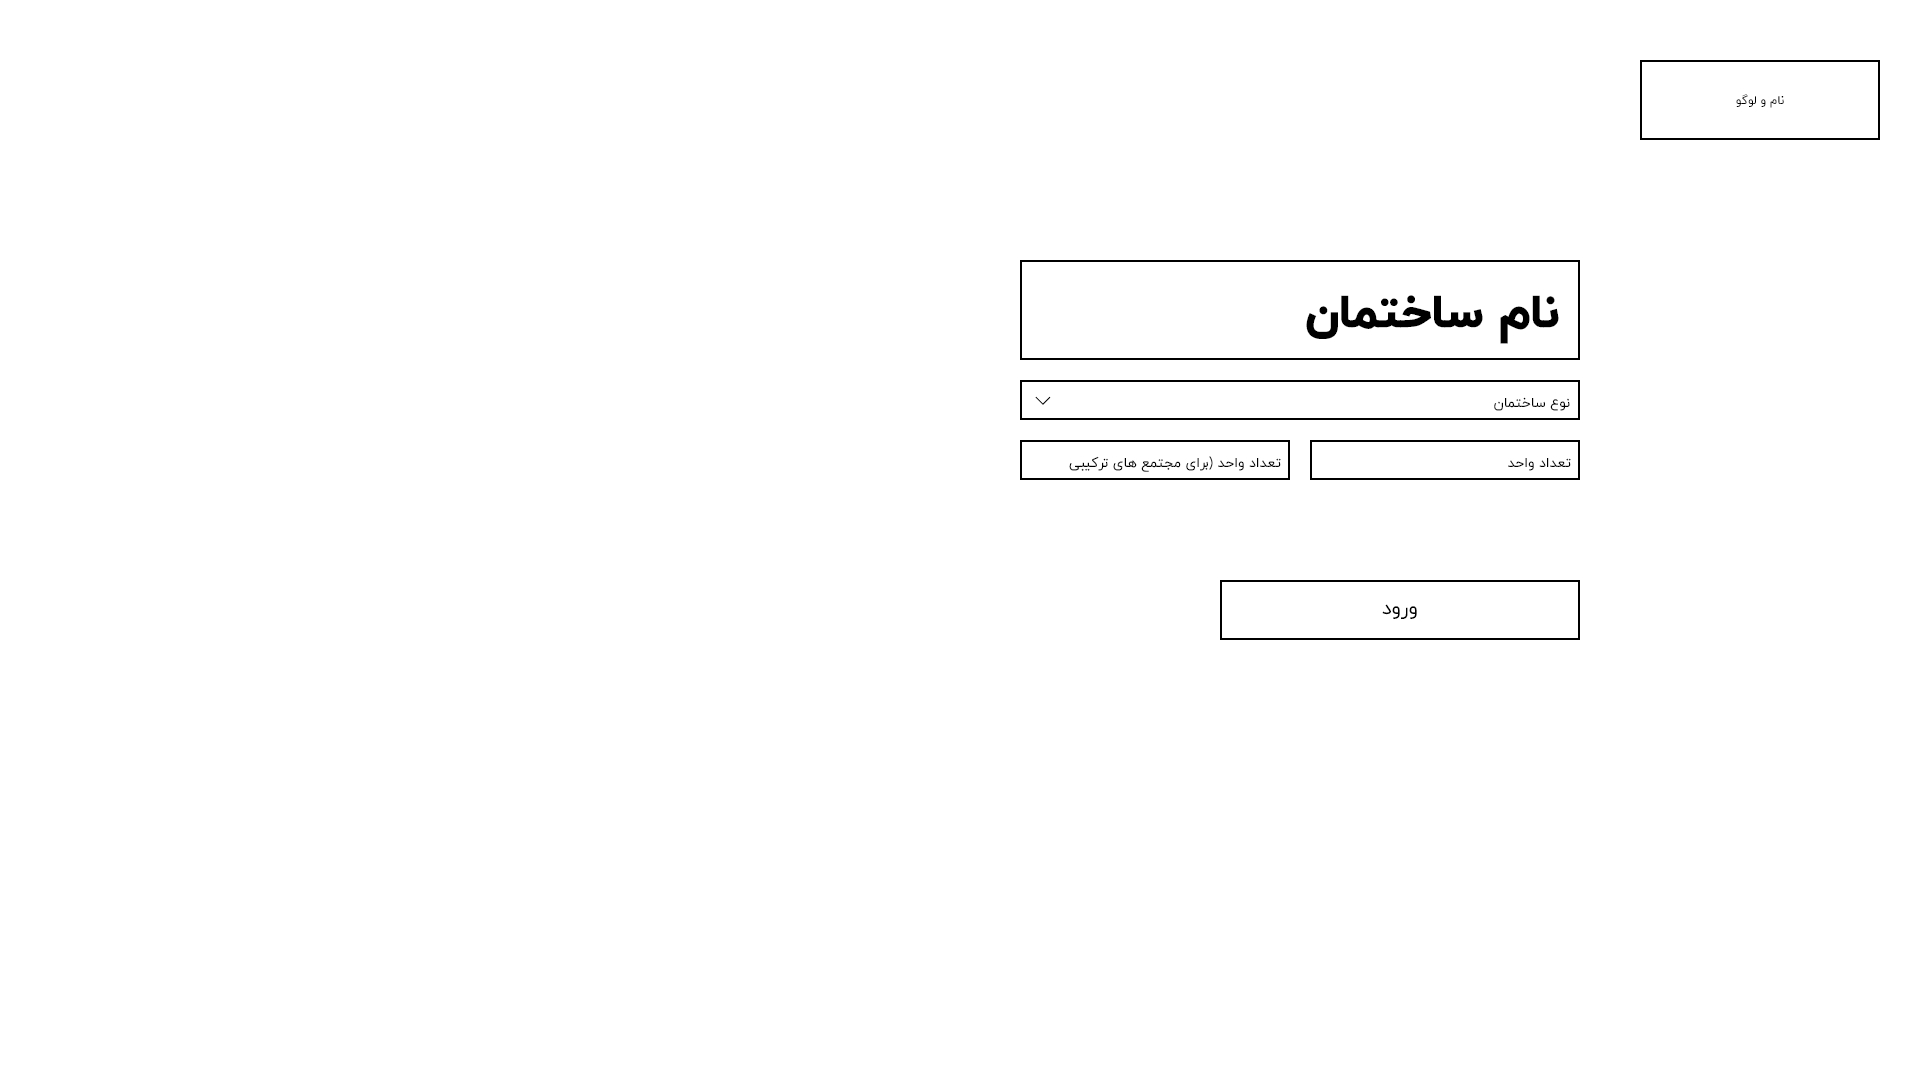 نام و لوگو
نام ساختمان
نوع ساختمان
تعداد واحد
تعداد واحد (برای مجتمع های ترکیبی
ورود